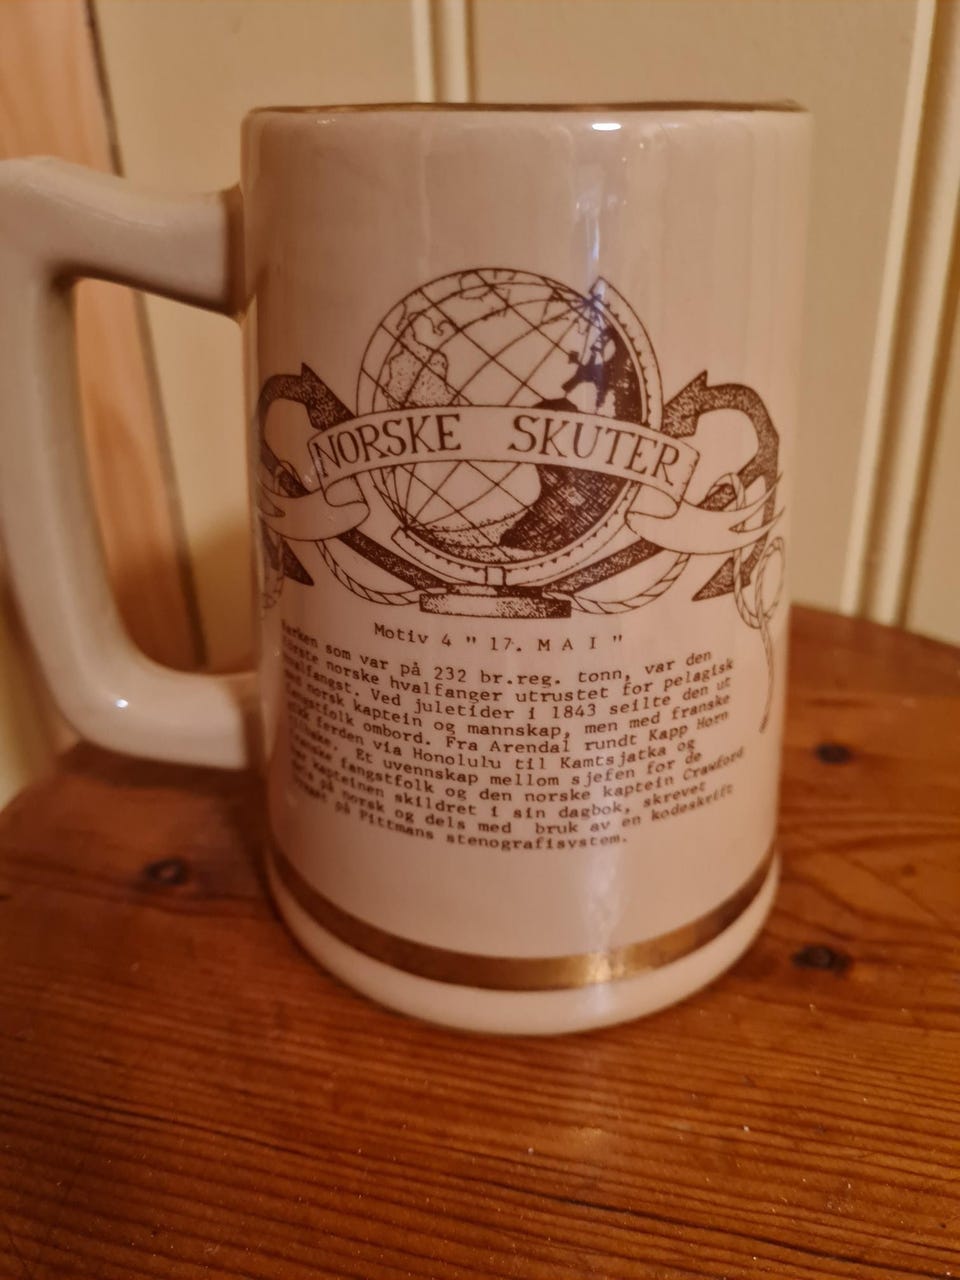 NORSKE SKUTER
Motiv 4 " 17. M A I "
Barken som var på 232 br.reg. tonn, var den
første norske hvalfanger utrustet for pelagisk
hvalfangst. Ved juletider i 1843 seilte den ut
med norsk kaptein og mannskap, men med franske
fangstfolk ombord. Fra Arendal rundt Kapp Horn
gikk ferden via Honolulu til Kamtsjatka og
tilbake. Et uvennskap mellom sjefen for de
franske fangstfolk og den norske kaptein Crawford
har kapteinen skildret i sin dagbok, skrevet
dels på norsk og dels med bruk av en kodeskrift
på Pittmans stenografisystem.